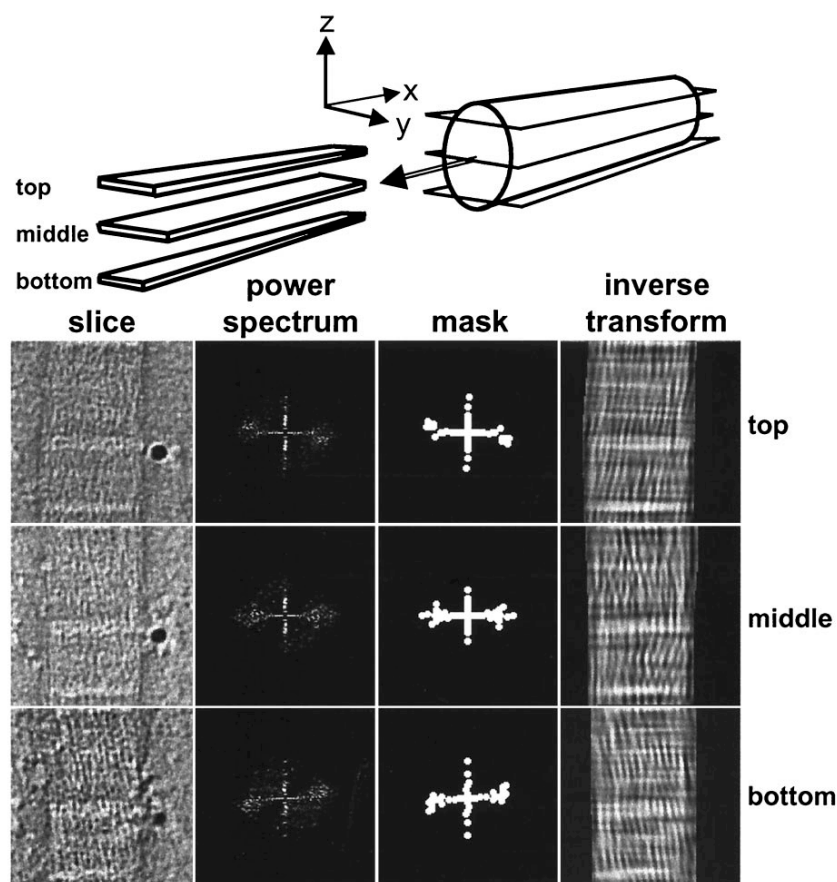 z
x
y
top
middle
bottom
power
inverse
slice
spectrum
mask
transform
top
middle
bottom